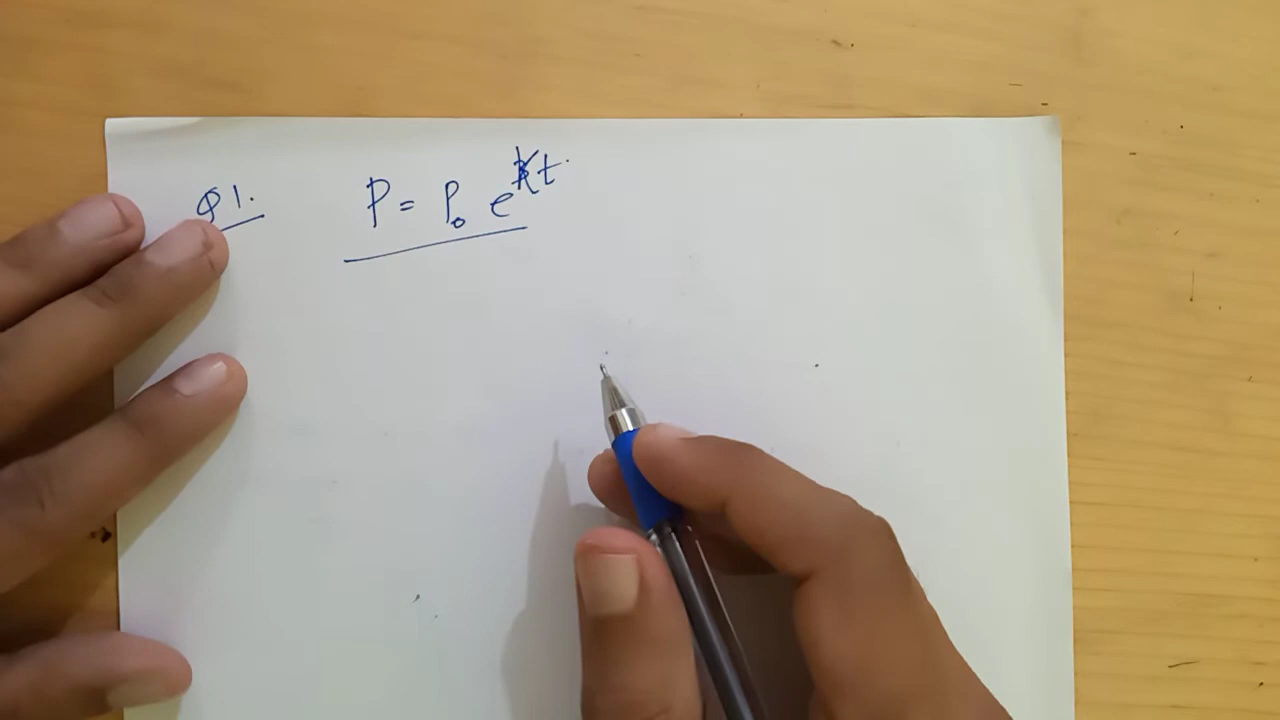 Q1. P = P₀ e^{kt}